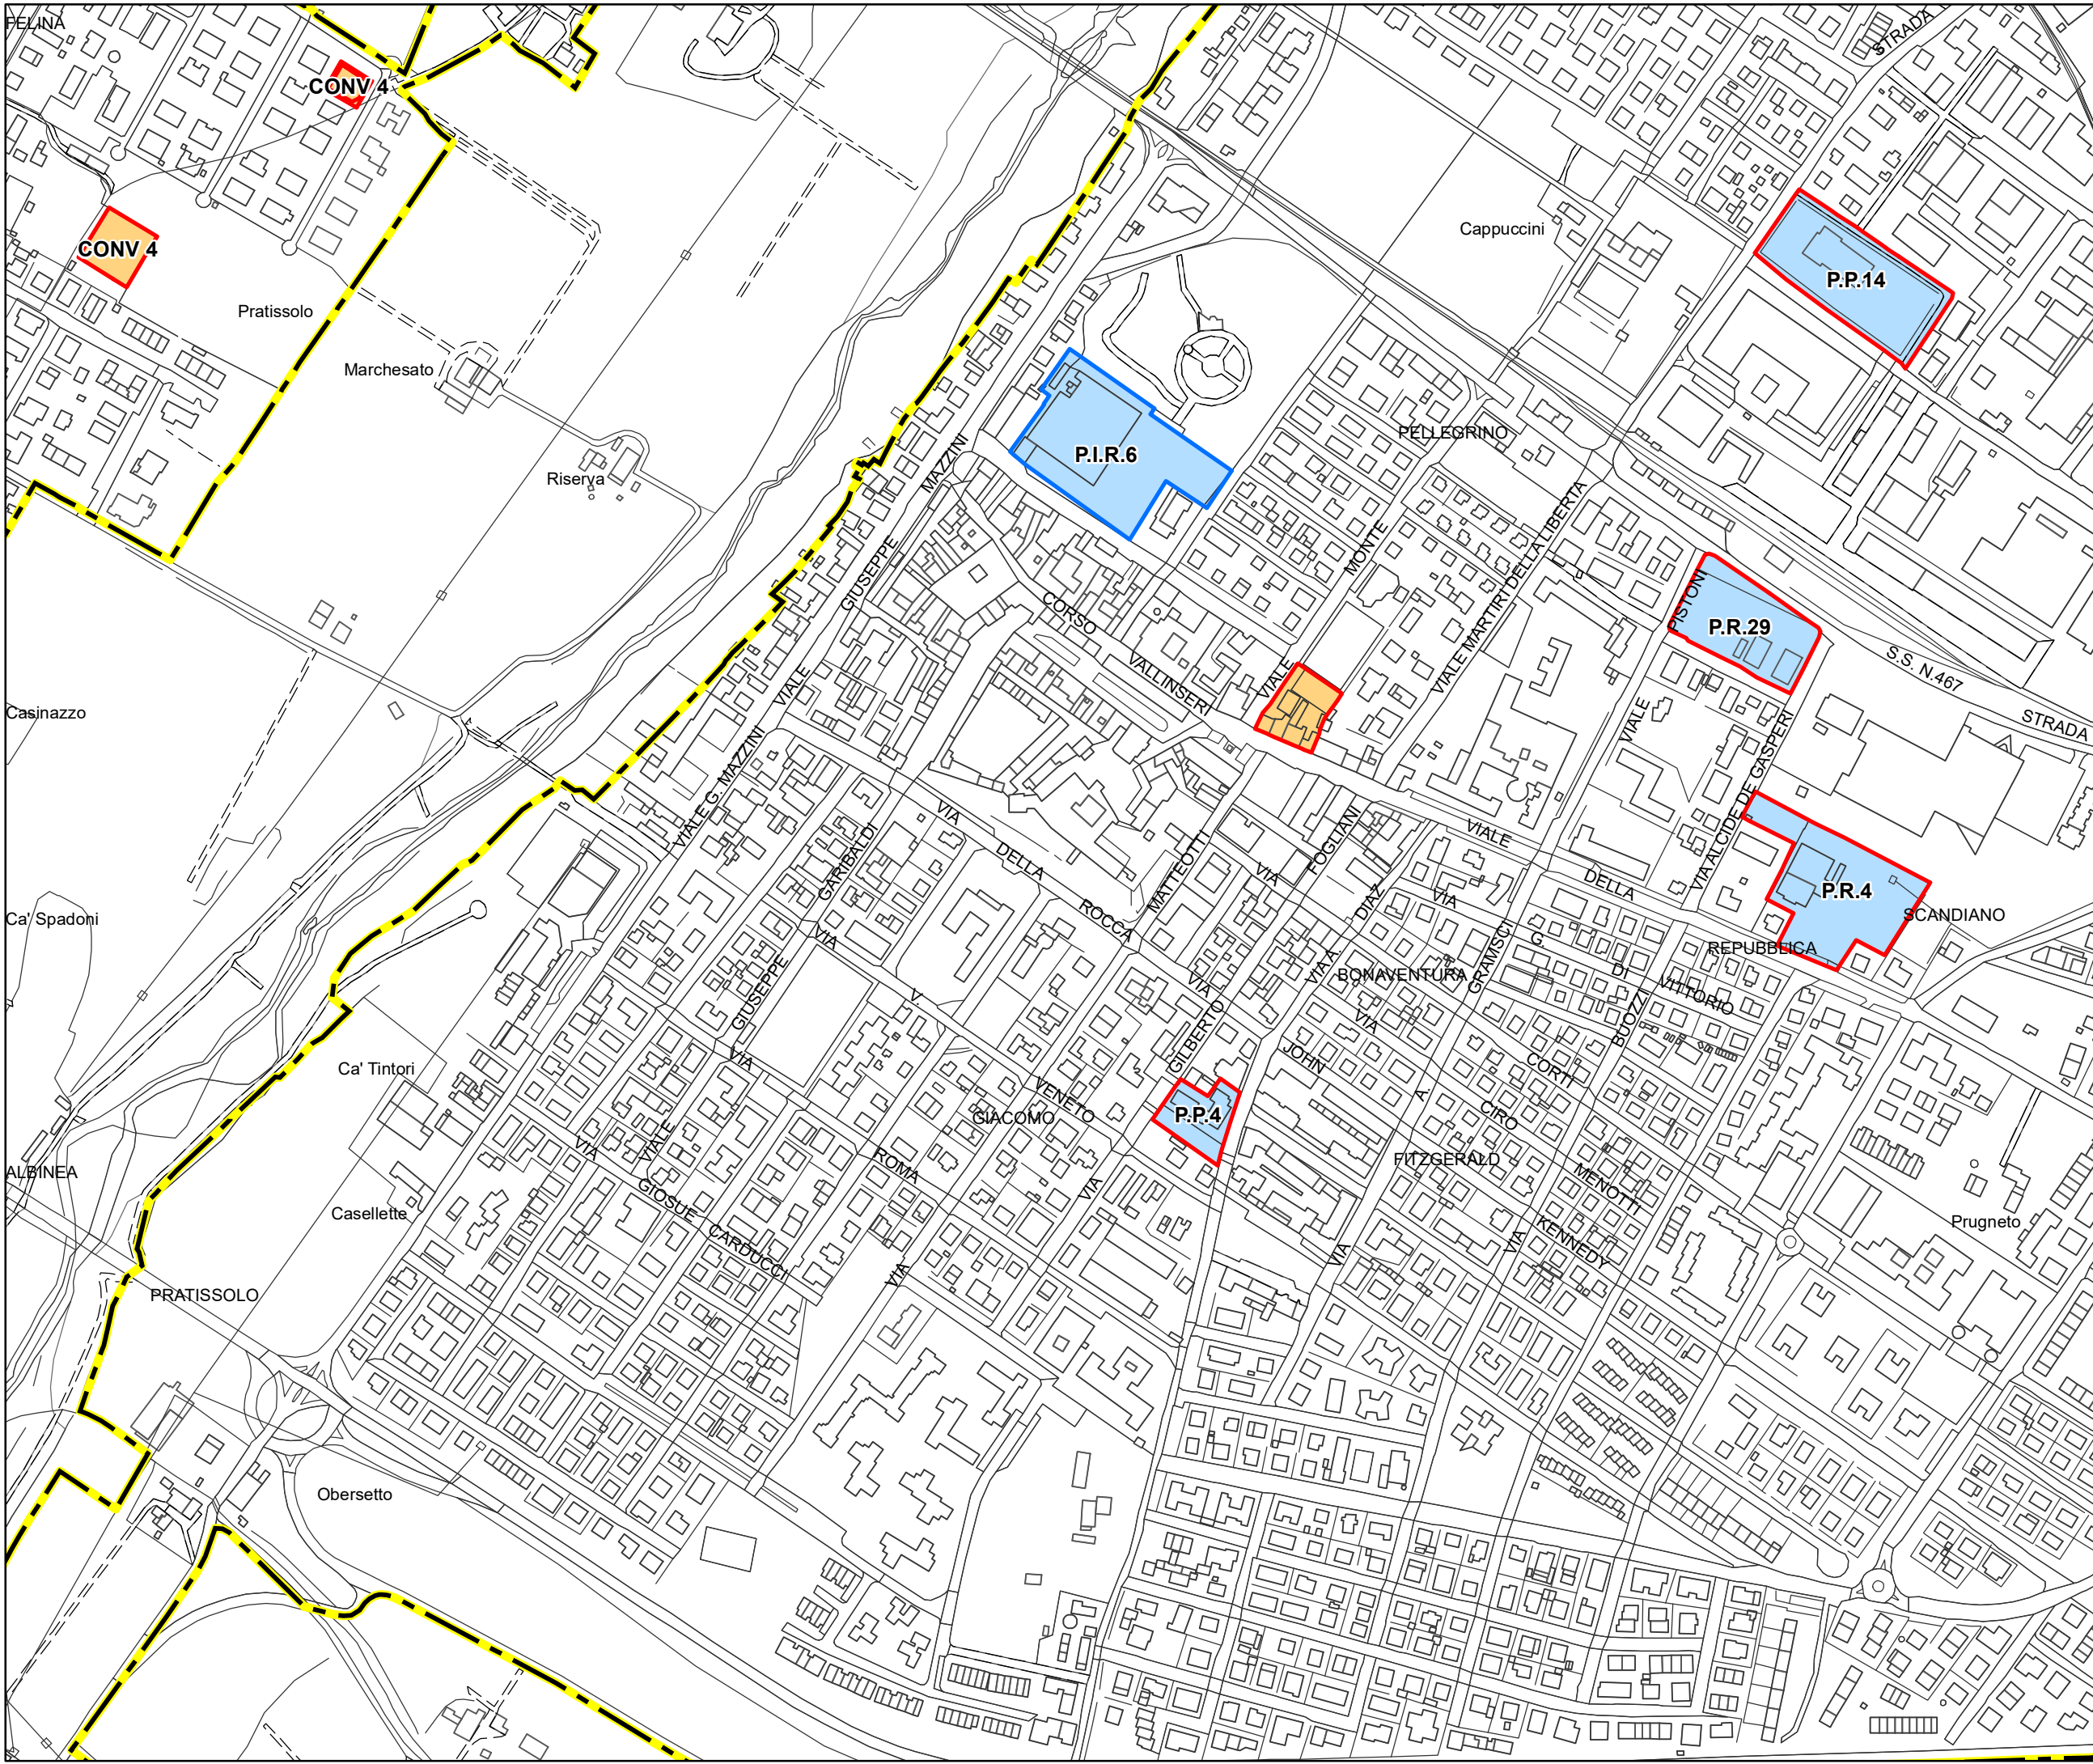 FELINA
STRADA
CONV 4
CONV 4
Cappuccini
P.P.14
Pratissolo
Marchesato
PELLEGRINO
P.I.R.6
MAZZINI
Riserva
MONTE
VIALE MARTIRI DELLA LIBERTA
GIUSEPPE
CORSO
PISTONI
P.R.29
VALLINSERI
VIALE
VIALE
S.S. N.467
STRADA
Casinazzo
VIALE
VIALE G. MAZZINI
VIA ALCIDE DE GASPERI
VIA
FOGLIANI
VIALE
GARIBALDI
DELLA
MATTEOTTI
VIA
DELLA
P.R.4
Ca' Spadoni
DIAZ
VIA
ROCCA
SCANDIANO
VIA
G.
REPUBBLICA
GRAMSCI
BONAVENTURA
VIA A.
DI
VITTORIO
GIUSEPPE
V.
VIA O
VIA
BUOZZI
GILBERTO
Ca' Tintori
VIA
JOHN
CORTI
VENETO
A.
P.P.4
GIACOMO
CIRO
VIALE
VIA
ROMA
FITZGERALD
ALBINEA
MENOTTI
GIOSUE
VIA
Casellette
CARDUCCI
VIA
VIA
KENNEDY
Prugneto
VIA
PRATISSOLO
Obersetto